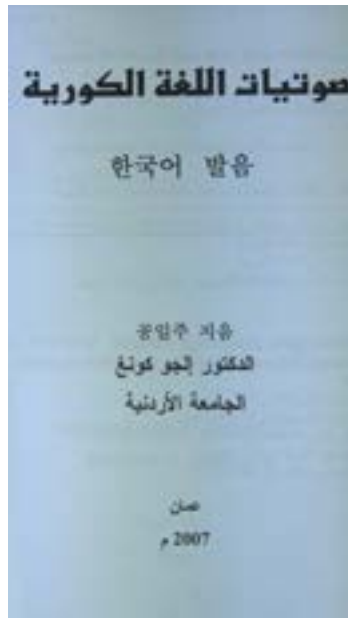 صوتيات اللغة الكورية
한국어 발음
공일주 지음
الدكتور إلجو كونغ
الجامعة الأردنية
عمان
2007 م